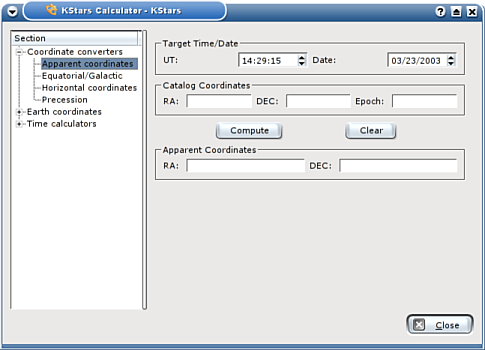 KStars Calculator - KStars
Section
Coordinate converters
Apparent coordinates
Equatorial/Galactic
Horizontal coordinates
Precession
Earth coordinates
Time calculators
Target Time/Date
UT: 14:29:15 Date: 03/23/2003
Catalog Coordinates
RA: DEC: Epoch:
Compute Clear
Apparent Coordinates
RA: DEC:
Close